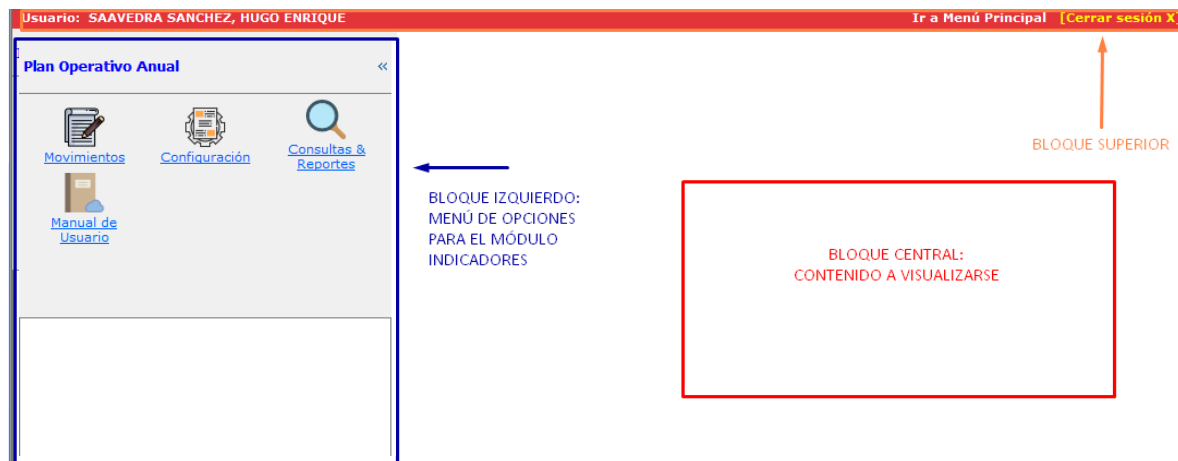 Usuario: SAAVEDRA SANCHEZ, HUGO ENRIQUE
Ir a Menú Principal [Cerrar sesión X]
Plan Operativo Anual «
Movimientos
Configuración
Consultas &
Reportes
Manual de
Usuario
BLOQUE SUPERIOR
BLOQUE IZQUIERDO:
MENÚ DE OPCIONES
PARA EL MÓDULO
INDICADORES
BLOQUE CENTRAL:
CONTENIDO A VISUALIZARSE